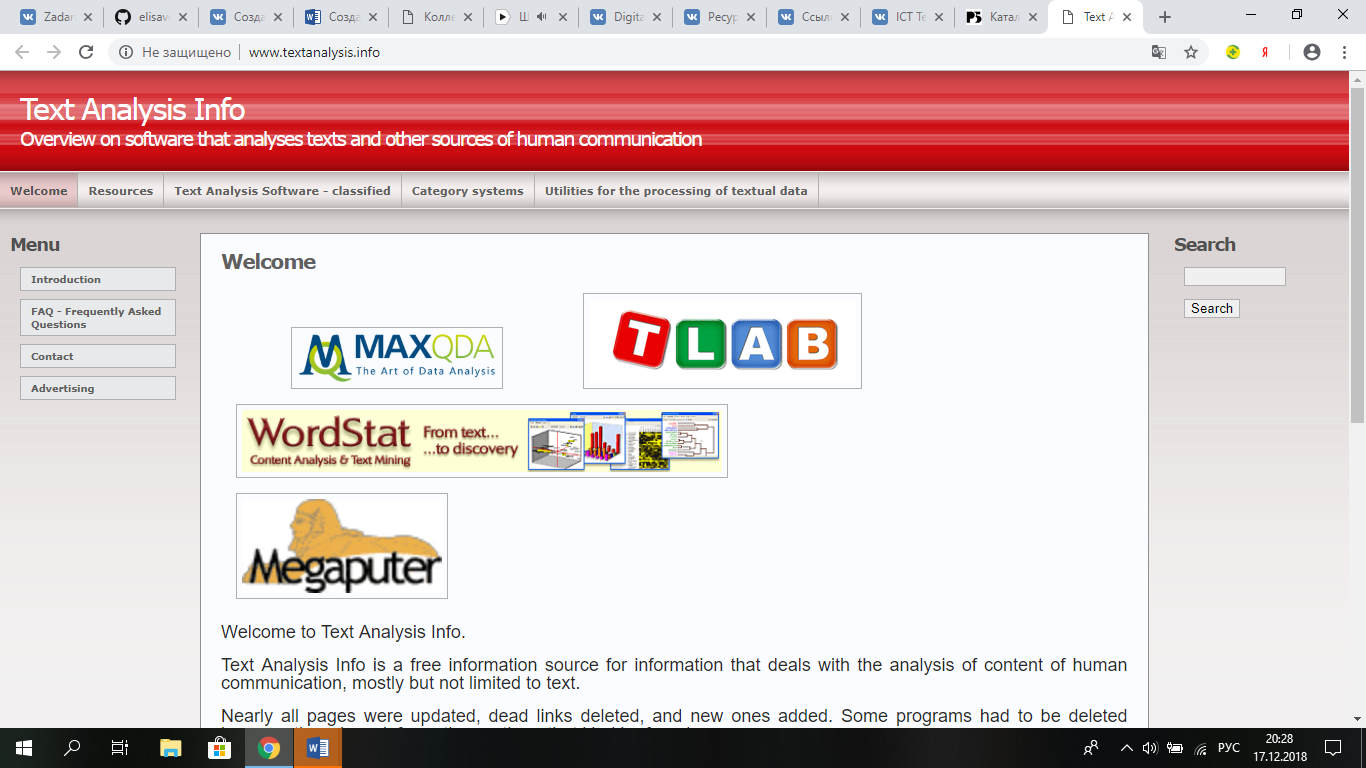 Zadar
elisave
Созда
Созда
Колле
Ш
Digita
Ресур
Ссыл
ICT Te
Катал
Text A
Не защищено
www.textanalysis.info
Text Analysis Info
Overview on software that analyses texts and other sources of human communication
Welcome
Resources
Text Analysis Software - classified
Category systems
Utilities for the processing of textual data
Menu
Introduction
FAQ - Frequently Asked
Questions
Contact
Advertising
Welcome
MAXQDA
The Art of Data Analysis
T LAB
WordStat
Content Analysis & Text Mining
From text...
...to discovery
Megaputer
Welcome to Text Analysis Info.
Text Analysis Info is a free information source for information that deals with the analysis of content of human
communication, mostly but not limited to text.
Nearly all pages were updated, dead links deleted, and new ones added. Some programs had to be deleted
Search
Search
РУС
20:28
17.12.2018